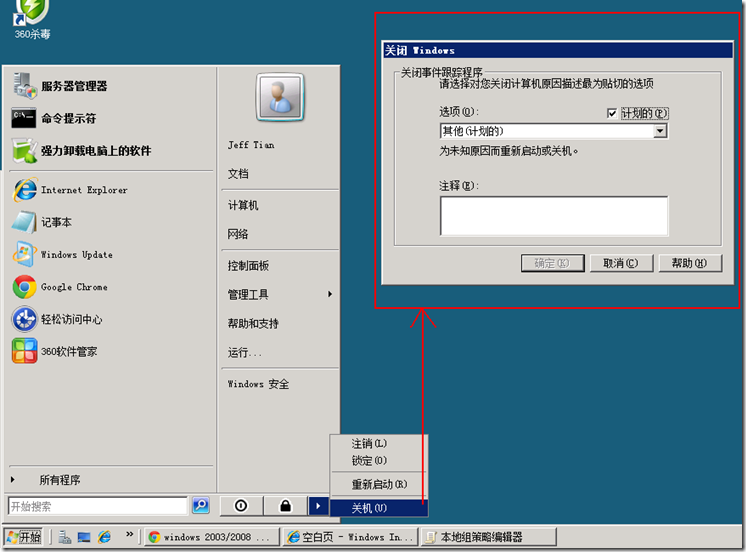 360杀毒
服务器管理器
命令提示符
强力卸载电脑上的软件
Internet Explorer
记事本
Windows Update
Google Chrome
轻松访问中心
360软件管家
所有程序
开始搜索
Jeff Tian
文档
计算机
网络
控制面板
管理工具
帮助和支持
运行...
Windows 安全
注销(L)
锁定(O)
重新启动(R)
关机(U)
关闭 Windows
关闭事件跟踪程序
请选择对您关闭计算机原因描述最为贴切的选项
选项(O):
计划的(P)
其他(计划的)
为未知原因而重新启动或关机。
注释(E):
确定(K)
取消(C)
帮助(H)
开始
windows 2003/2008 ...
空白页 - Windows In...
本地组策略编辑器